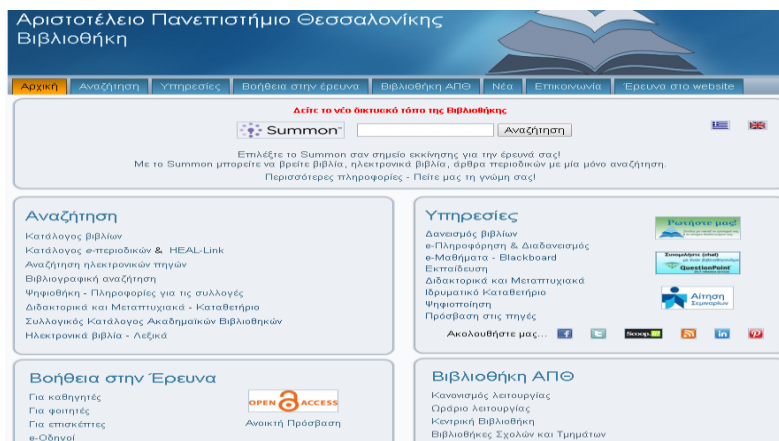 Αριστοτέλειο Πανεπιστήμιο Θεσσαλονίκης
Βιβλιοθήκη
Αρχική Αναζήτηση Υπηρεσίες Βοήθεια στην έρευνα Βιβλιοθήκη ΑΠΘ Νέα Επικοινωνία Έρευνα στο website
Δείτε το νέο δικτυακό τόπο της Βιβλιοθήκης
Summon Αναζήτηση
Επιλέξτε το Summon σαν σημείο εκκίνησης για την έρευνά σας!
Με το Summon μπορείτε να βρείτε βιβλία, ηλεκτρονικά βιβλία, άρθρα περιοδικών με μία μόνο αναζήτηση.
Περισσότερες πληροφορίες - Πείτε μας τη γνώμη σας!
Αναζήτηση
Κατάλογος βιβλίων
Κατάλογος e-περιοδικών & HEAL-Link
Αναζήτηση ηλεκτρονικών πηγών
Βιβλιογραφική αναζήτηση
Ψηφιοθήκη - Πληροφορίες για τις συλλογές
Διδακτορικά και Μεταπτυχιακά - Καταθετήριο
Συλλογικός Κατάλογος Ακαδημαϊκών Βιβλιοθηκών
Ηλεκτρονικά βιβλία - Λεξικά
Υπηρεσίες
Δανεισμός βιβλίων
e-Πληροφόρηση & Διαδανεισμός
e-Μαθήματα - Blackboard
Εκπαίδευση
Διδακτορικά και Μεταπτυχιακά
Ιδρυματικό Καταθετήριο
Ψηφιοποίηση
Πρόσβαση στις πηγές
Ρωτήστε μας!
Συνομιλήστε (chat)
QuestionPoint
Αίτηση
Σεμιναρίων
Ακολουθήστε μας... Scoop.it
Βοήθεια στην Έρευνα
Για καθηγητές
Για φοιτητές
Για επισκέπτες
e-Οδηγοί
OPEN ACCESS
Ανοικτή Πρόσβαση
Βιβλιοθήκη ΑΠΘ
Κανονισμός λειτουργίας
Ωράριο λειτουργίας
Κεντρική Βιβλιοθήκη
Βιβλιοθήκες Σχολών και Τμημάτων